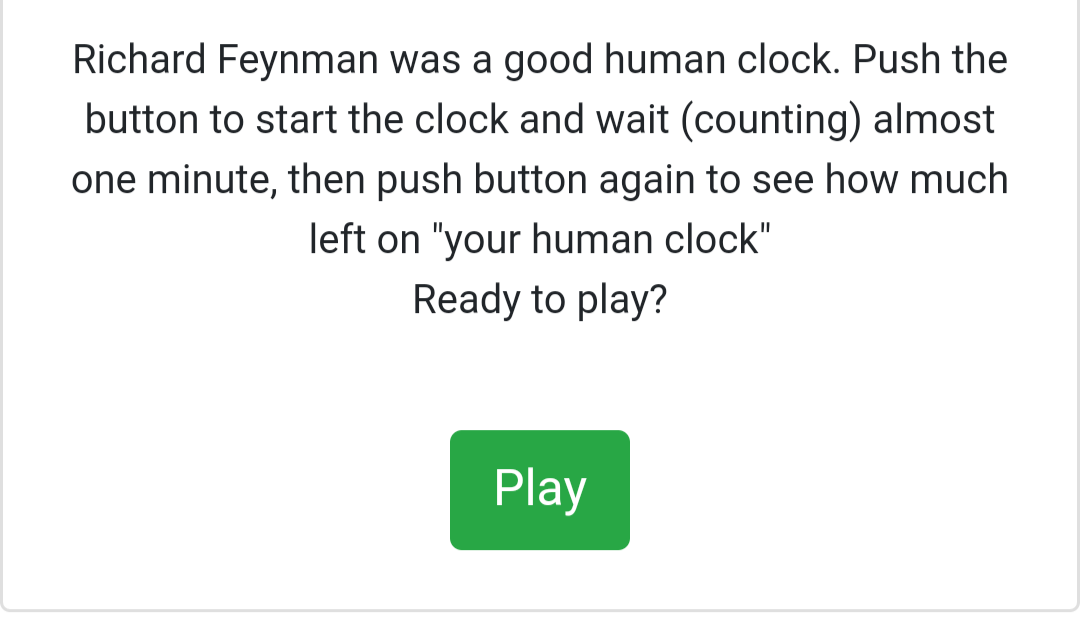 Richard Feynman was a good human clock. Push the
button to start the clock and wait (counting) almost
one minute, then push button again to see how much
left on "your human clock"
Ready to play?
Play